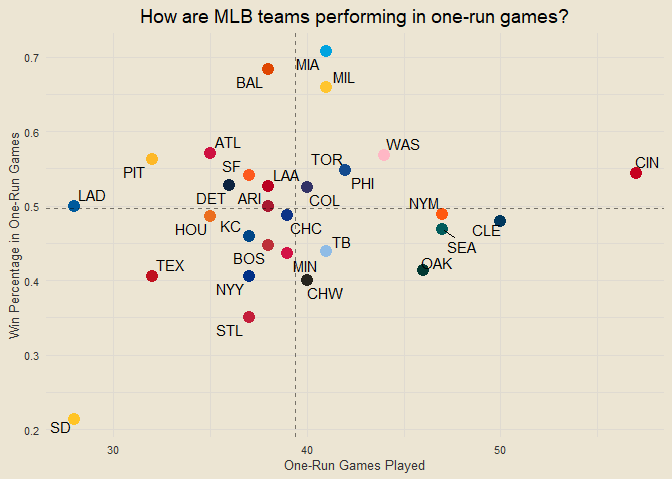 How are MLB teams performing in one-run games?
Win Percentage in One-Run Games
0.7
MIA
BAL
MIL
0.6
ATL
WAS
PIT
SF
TOR
CIN
LAA
PHI
LAD
DET
ARI
COL
NYM
0.5
HOU
KC
CHC
CLE
TB
SEA
BOS
TEX
MIN
OAK
0.4
NYY
CHW
STL
0.3
SD
0.2
30
40
50
One-Run Games Played